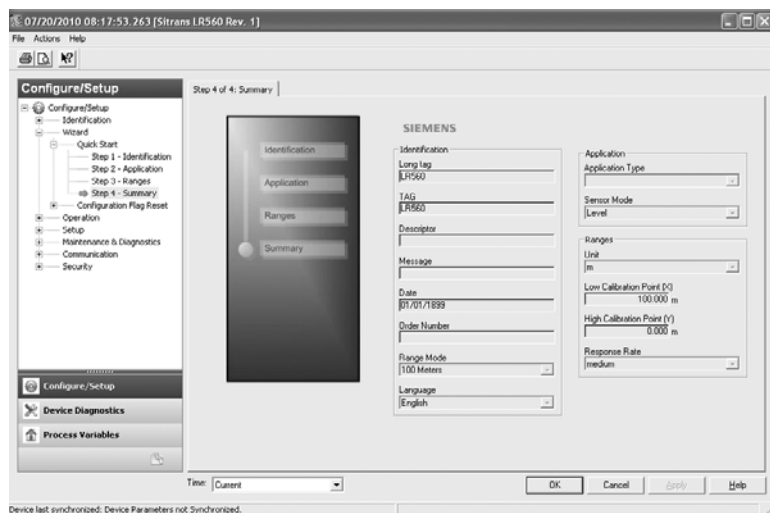 07/20/2010 08:17:53.263 [Sitrans LR560 Rev. 1]
File Actions Help
Configure/Setup
Configure/Setup
Identification
Wizard
Quick Start
Step 1 - Identification
Step 2 - Application
Step 3 - Ranges
Step 4 - Summary
Configuration Flag Reset
Operation
Setup
Maintenance & Diagnostics
Communication
Security
Configure/Setup
Device Diagnostics
Process Variables
Step 4 of 4: Summary
Identification
Application
Ranges
Summary
SIEMENS
Identification
Long tag
LR560
TAG
LR560
Descriptor
Message
Date
01/01/1899
Order Number
Range Mode
100 Meters
Language
English
Application
Application Type
Sensor Mode
Level
Ranges
Unit
m
Low Calibration Point (X)
100.000 m
High Calibration Point (Y)
0.000 m
Response Rate
medium
Time: Current
OK Cancel Apply Help
Device last synchronized: Device Parameters not Synchronized.